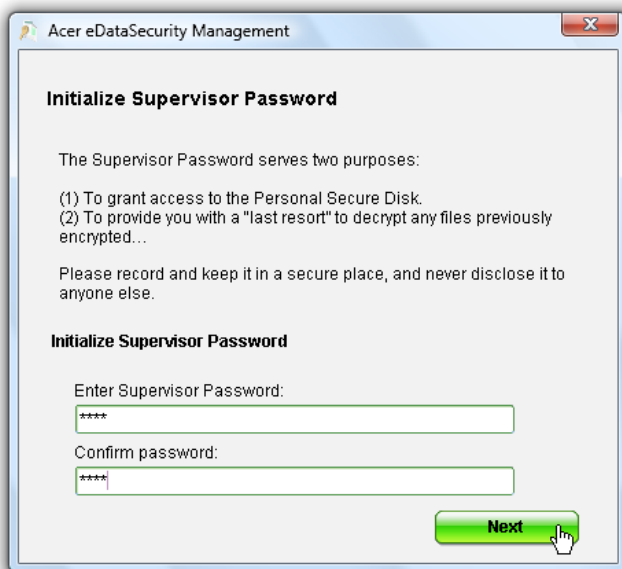 Acer eDataSecurity Management
Initialize Supervisor Password
The Supervisor Password serves two purposes:
(1) To grant access to the Personal Secure Disk.
(2) To provide you with a "last resort" to decrypt any files previously
encrypted...
Please record and keep it in a secure place, and never disclose it to
anyone else.
Initialize Supervisor Password
Enter Supervisor Password:
****
Confirm password:
****
Next